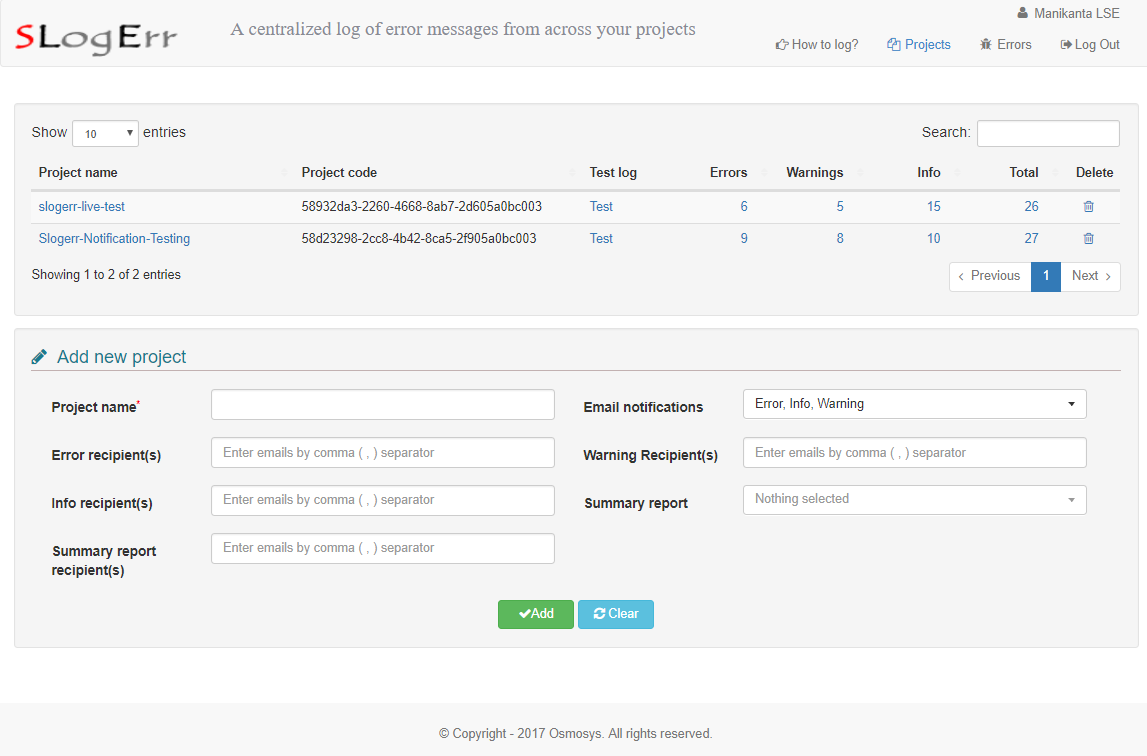 SLogErr
A centralized log of error messages from across your projects
Manikanta LSE
How to log? Projects Errors Log Out
Show 10 entries Search:
Project name Project code Test log Errors Warnings Info Total Delete
slogerr-live-test 58932da3-2260-4668-8ab7-2d605a0bc003 Test 6 5 15 26
Slogerr-Notification-Testing 58d23298-2cc8-4b42-8ca5-2f905a0bc003 Test 9 8 10 27
Showing 1 to 2 of 2 entries ‹ Previous 1 Next ›
Add new project
Project name* Email notifications Error, Info, Warning
Error recipient(s) Enter emails by comma ( , ) separator Warning Recipient(s) Enter emails by comma ( , ) separator
Info recipient(s) Enter emails by comma ( , ) separator Summary report Nothing selected
Summary report Enter emails by comma ( , ) separator
recipient(s)
Add Clear
© Copyright - 2017 Osmosys. All rights reserved.